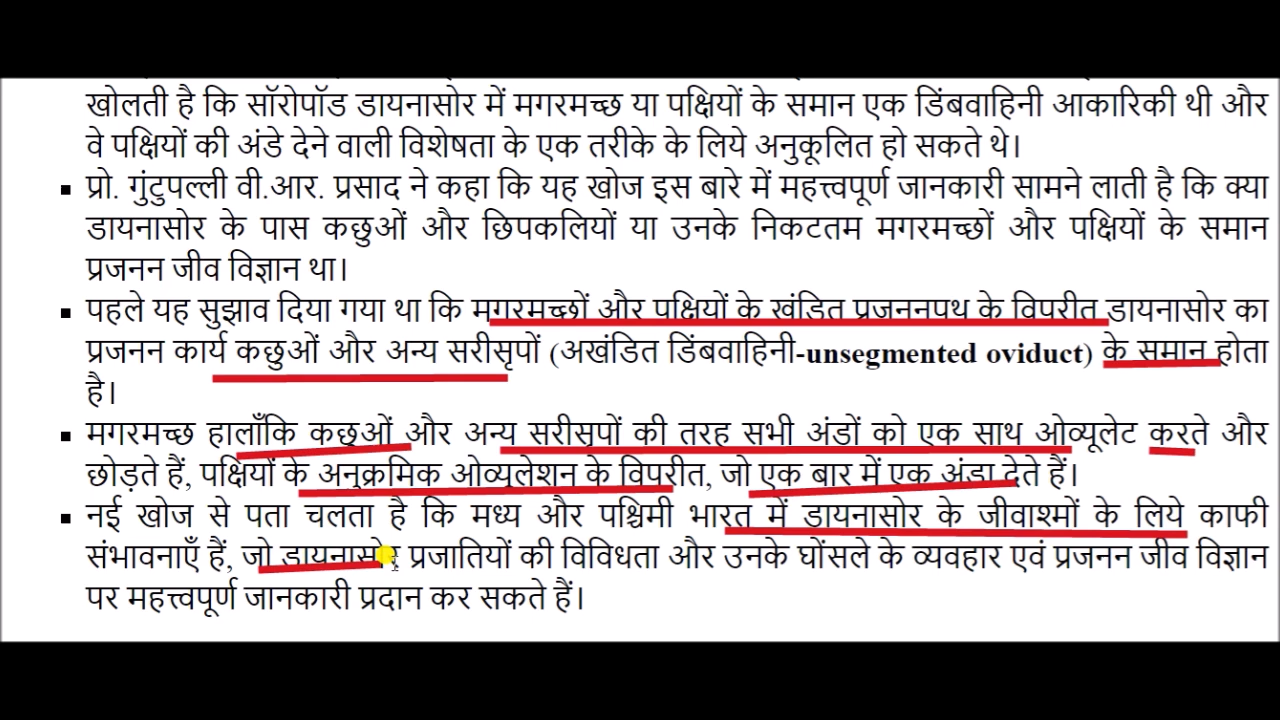 खोलती है कि सॉरोपॉड डायनासोर में मगरमच्छ या पक्षियों के समान एक डिंबवाहिनी आकारिकी थी और
वे पक्षियों की अंडे देने वाली विशेषता के एक तरीके के लिये अनुकूलित हो सकते थे।
▪ प्रो. गुंटुपल्ली वी.आर. प्रसाद ने कहा कि यह खोज इस बारे में महत्त्वपूर्ण जानकारी सामने लाती है कि क्या
डायनासोर के पास कछुओं और छिपकलियों या उनके निकटतम मगरमच्छों और पक्षियों के समान
प्रजनन जीव विज्ञान था।
▪ पहले यह सुझाव दिया गया था कि मगरमच्छों और पक्षियों के खंडित प्रजननपथ के विपरीत डायनासोर का
प्रजनन कार्य कछुओं और अन्य सरीसृपों (अखंडित डिंबवाहिनी-unsegmented oviduct) के समान होता
है।
▪ मगरमच्छ हालाँकि कछुओं और अन्य सरीसृपों की तरह सभी अंडों को एक साथ ओव्यूलेट करते और
छोड़ते हैं, पक्षियों के अनुक्रमिक ओव्यूलेशन के विपरीत, जो एक बार में एक अंडा देते हैं।
▪ नई खोज से पता चलता है कि मध्य और पश्चिमी भारत में डायनासोर के जीवाश्मों के लिये काफी
संभावनाएँ हैं, जो डायनासोर प्रजातियों की विविधता और उनके घोंसले के व्यवहार एवं प्रजनन जीव विज्ञान
पर महत्त्वपूर्ण जानकारी प्रदान कर सकते हैं।